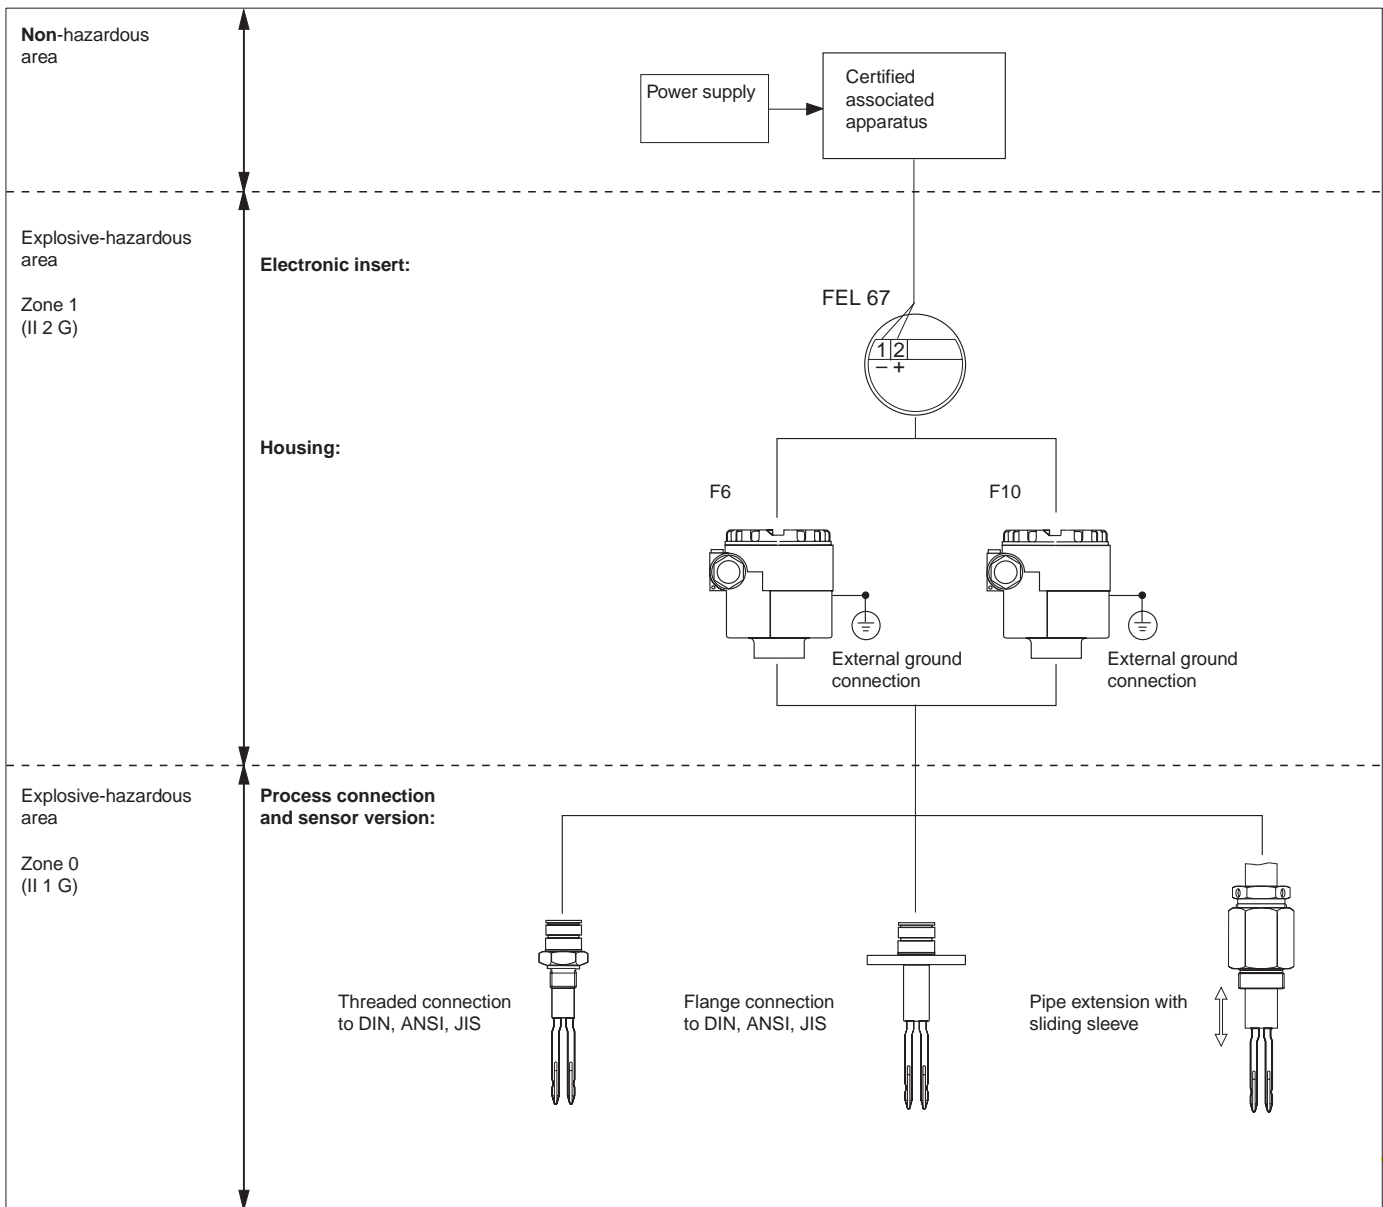 Non-hazardous
area
Power supply
Certified
associated
apparatus
Explosive-hazardous
area
Zone 1
(II 2 G)
Electronic insert:
FEL 67
1 2
– +
Housing:
F6
F10
External ground
connection
External ground
connection
Explosive-hazardous
area
Zone 0
(II 1 G)
Process connection
and sensor version:
Threaded connection
to DIN, ANSI, JIS
Flange connection
to DIN, ANSI, JIS
Pipe extension with
sliding sleeve